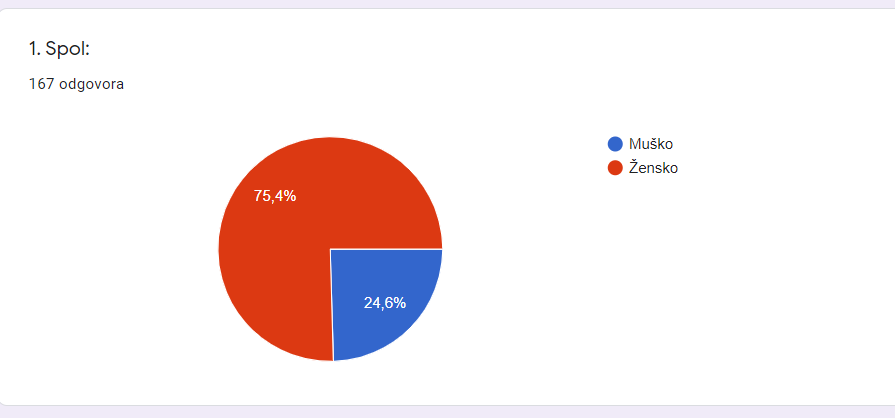 1. Spol:
167 odgovora
Muško
Žensko
75,4%
24,6%